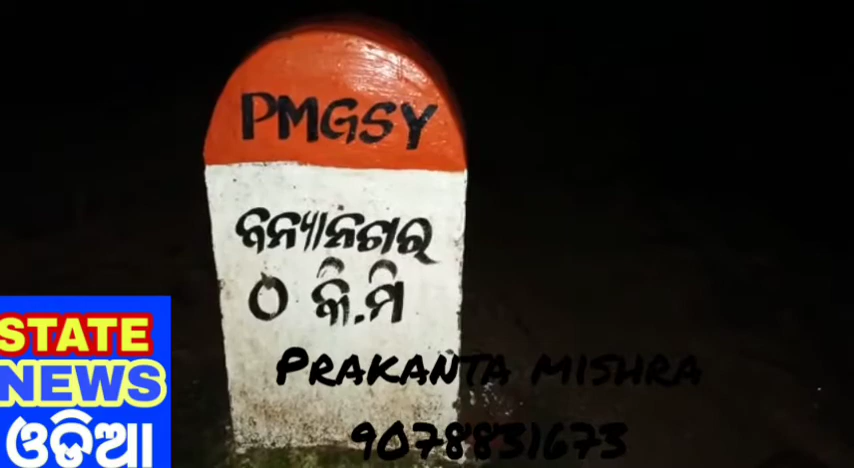 PMGSY
ବନ୍ୟାନଗର
୦ କି.ମି
STATE
NEWS
ଓଡିଆ
PRAKANTA MISHRA
9078831673